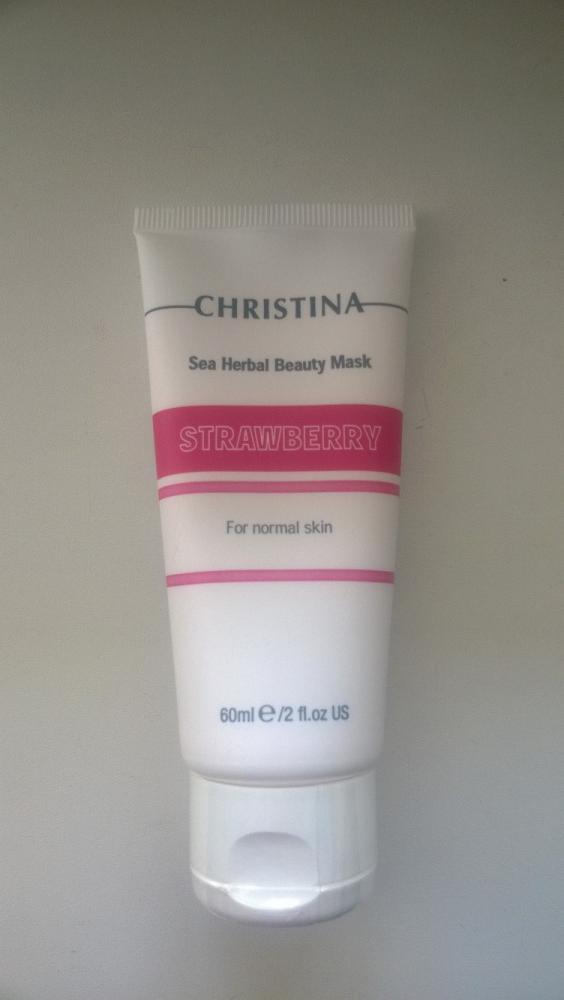 CHRISTINA
Sea Herbal Beauty Mask
STRAWBERRY
For normal skin
60ml ℮/2 fl.oz US